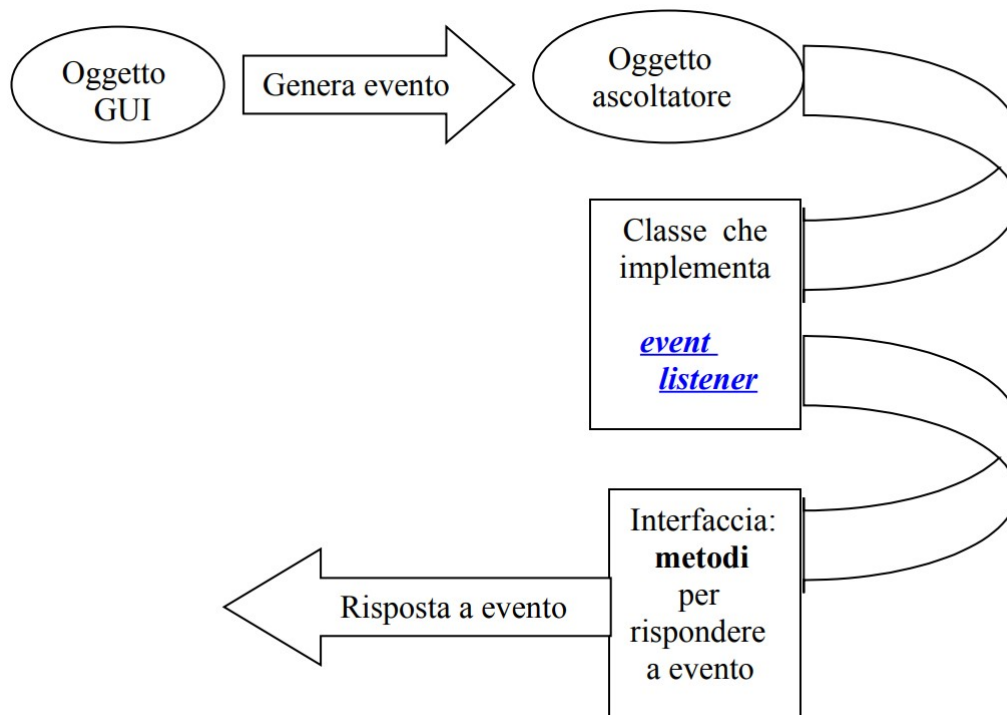 Oggetto
GUI
Genera evento
Oggetto
ascoltatore
Classe che
implementa
event
listener
Interfaccia:
metodi
per
rispondere
a evento
Risposta a evento